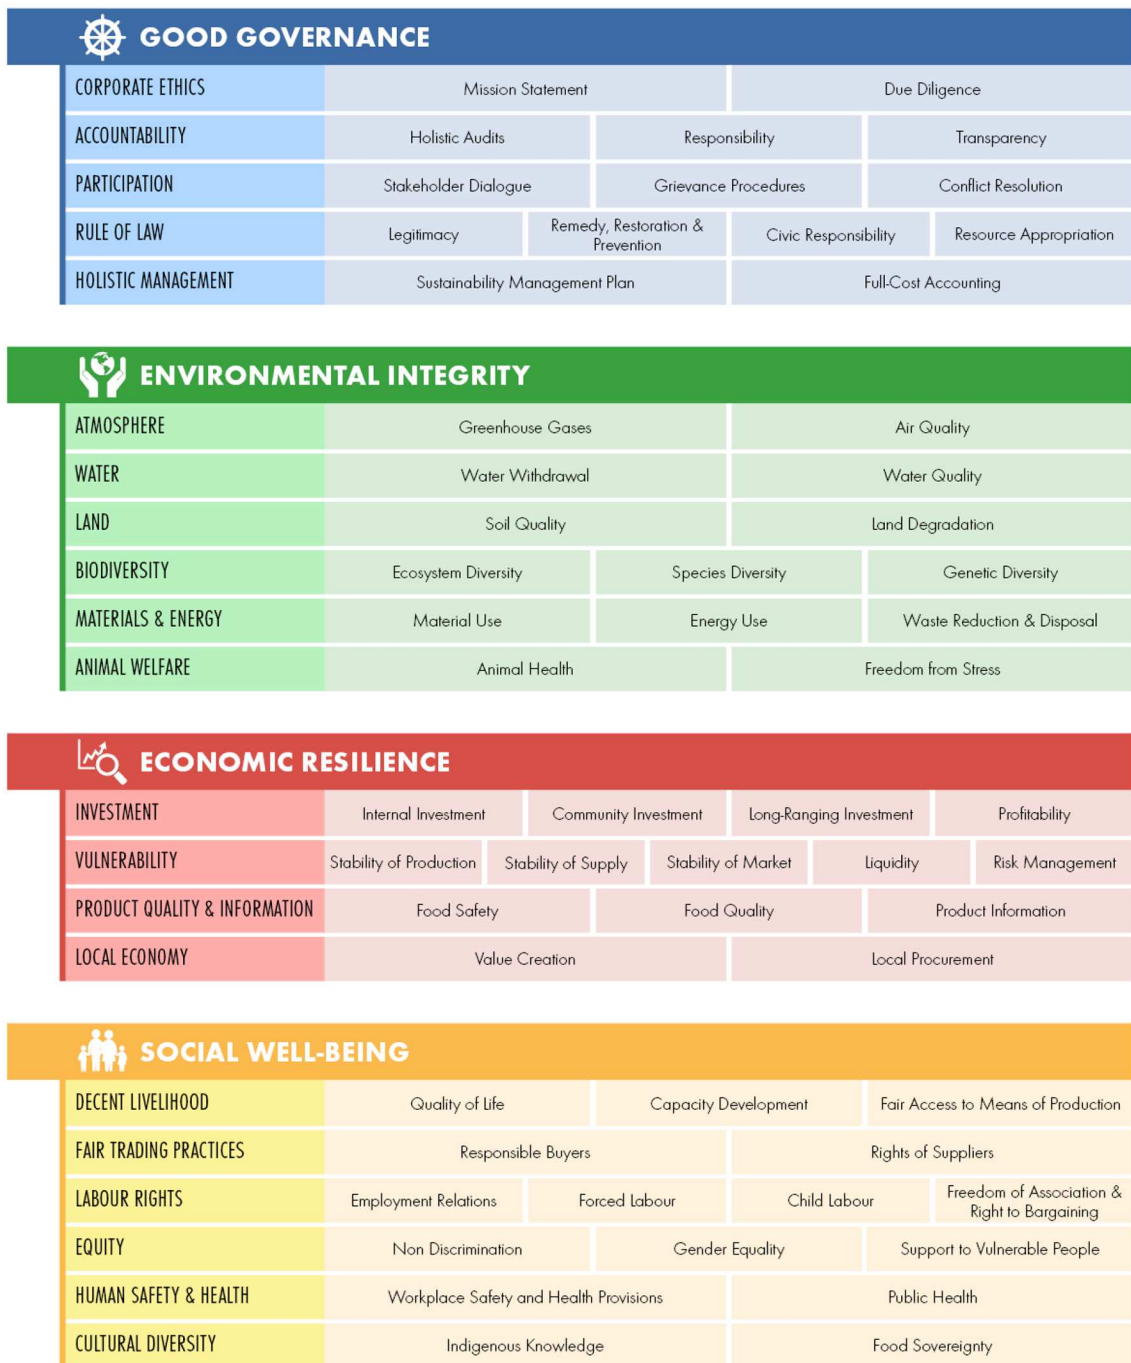 GOOD GOVERNANCE
CORPORATE ETHICS Mission Statement Due Diligence
ACCOUNTABILITY Holistic Audits Responsibility Transparency
PARTICIPATION Stakeholder Dialogue Grievance Procedures Conflict Resolution
RULE OF LAW Legitimacy Remedy, Restoration & Prevention Civic Responsibility Resource Appropriation
HOLISTIC MANAGEMENT Sustainability Management Plan Full-Cost Accounting
ENVIRONMENTAL INTEGRITY
ATMOSPHERE Greenhouse Gases Air Quality
WATER Water Withdrawal Water Quality
LAND Soil Quality Land Degradation
BIODIVERSITY Ecosystem Diversity Species Diversity Genetic Diversity
MATERIALS & ENERGY Material Use Energy Use Waste Reduction & Disposal
ANIMAL WELFARE Animal Health Freedom from Stress
ECONOMIC RESILIENCE
INVESTMENT Internal Investment Community Investment Long-Ranging Investment Profitability
VULNERABILITY Stability of Production Stability of Supply Stability of Market Liquidity Risk Management
PRODUCT QUALITY & INFORMATION Food Safety Food Quality Product Information
LOCAL ECONOMY Value Creation Local Procurement
SOCIAL WELL-BEING
DECENT LIVELIHOOD Quality of Life Capacity Development Fair Access to Means of Production
FAIR TRADING PRACTICES Responsible Buyers Rights of Suppliers
LABOUR RIGHTS Employment Relations Forced Labour Child Labour Freedom of Association & Right to Bargaining
EQUITY Non Discrimination Gender Equality Support to Vulnerable People
HUMAN SAFETY & HEALTH Workplace Safety and Health Provisions Public Health
CULTURAL DIVERSITY Indigenous Knowledge Food Sovereignty